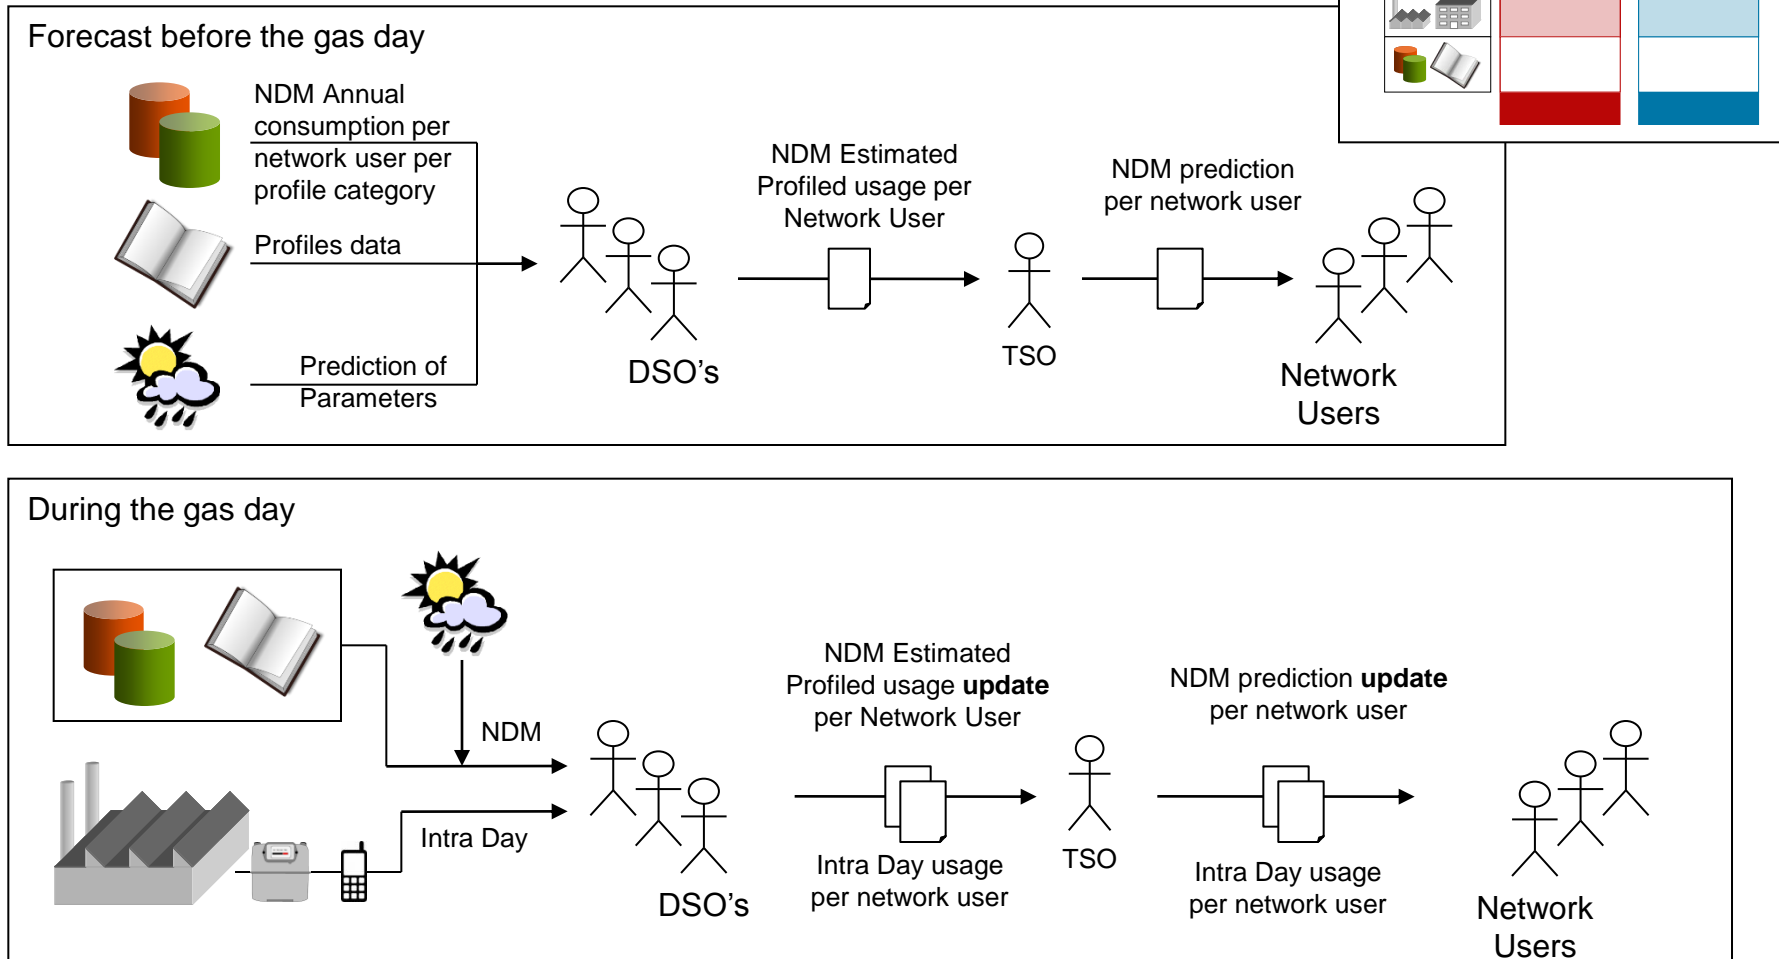 Forecast before the gas day
NDM Annual
consumption per
network user per
profile category
Profiles data
Prediction of
Parameters
DSO's
NDM Estimated
Profiled usage per
Network User
TSO
NDM prediction
per network user
Network
Users
During the gas day
NDM
Intra Day
DSO's
NDM Estimated
Profiled usage update
per Network User
Intra Day usage
per network user
TSO
NDM prediction update
per network user
Intra Day usage
per network user
Network
Users